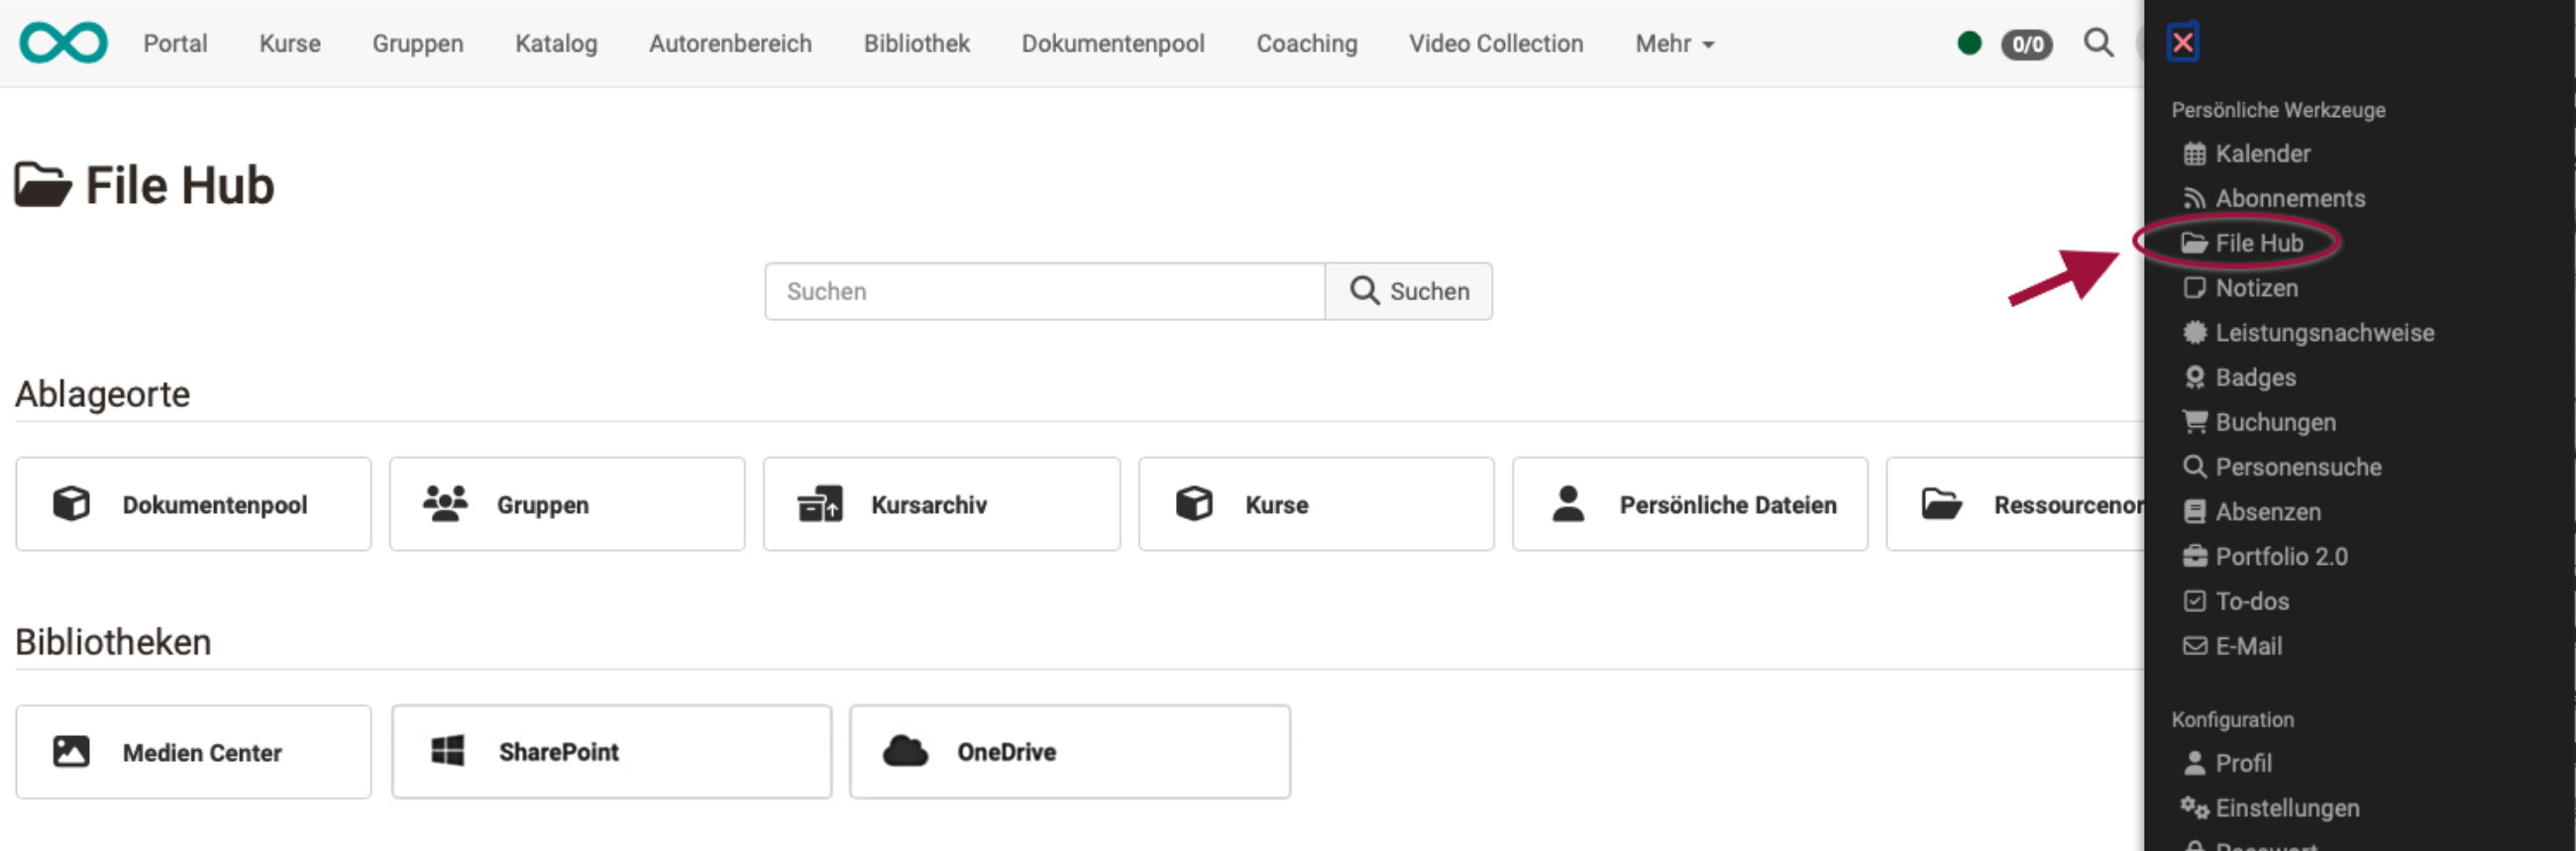 Portal Kurse Gruppen Katalog Autorenbereich Bibliothek Dokumentenpool Coaching Video Collection Mehr 0/0
File Hub
Suchen Suchen
Ablageorte
Dokumentenpool Gruppen Kursarchiv Kurse Persönliche Dateien Ressourcenor
Bibliotheken
Medien Center SharePoint OneDrive
Persönliche Werkzeuge
Kalender
Abonnements
File Hub
Notizen
Leistungsnachweise
Badges
Buchungen
Personensuche
Absenzen
Portfolio 2.0
To-dos
E-Mail
Konfiguration
Profil
Einstellungen